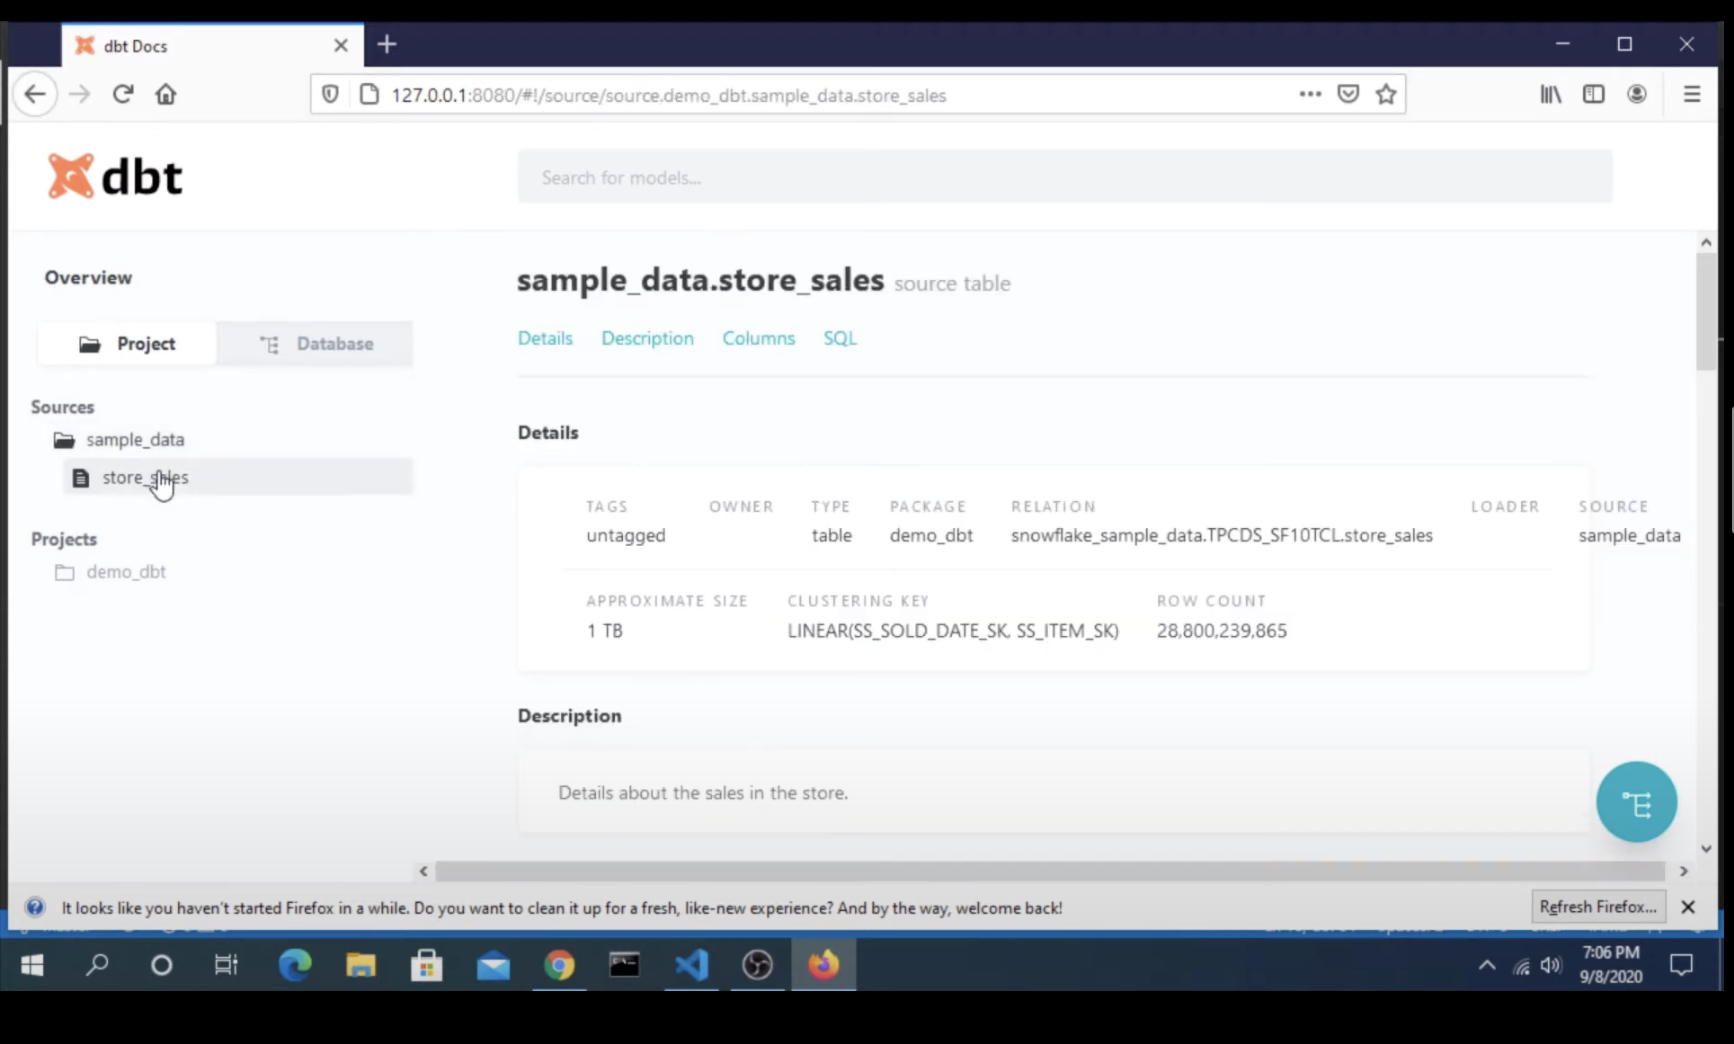 dbt Docs
127.0.0.1:8080/#!/source/source.demo_dbt.sample_data.store_sales
dbt
Search for models...
Overview
Project
Database
Sources
sample_data
store_sales
Projects
demo_dbt
sample_data.store_sales source table
Details Description Columns SQL
Details
TAGS OWNER TYPE PACKAGE RELATION LOADER SOURCE
untagged table demo_dbt snowflake_sample_data.TPCDS_SF10TCL.store_sales sample_data
APPROXIMATE SIZE CLUSTERING KEY ROW COUNT
1 TB LINEAR(SS_SOLD_DATE_SK, SS_ITEM_SK) 28,800,239,865
Description
Details about the sales in the store.
It looks like you haven't started Firefox in a while. Do you want to clean it up for a fresh, like-new experience? And by the way, welcome back!
Refresh Firefox...
7:06 PM
9/8/2020